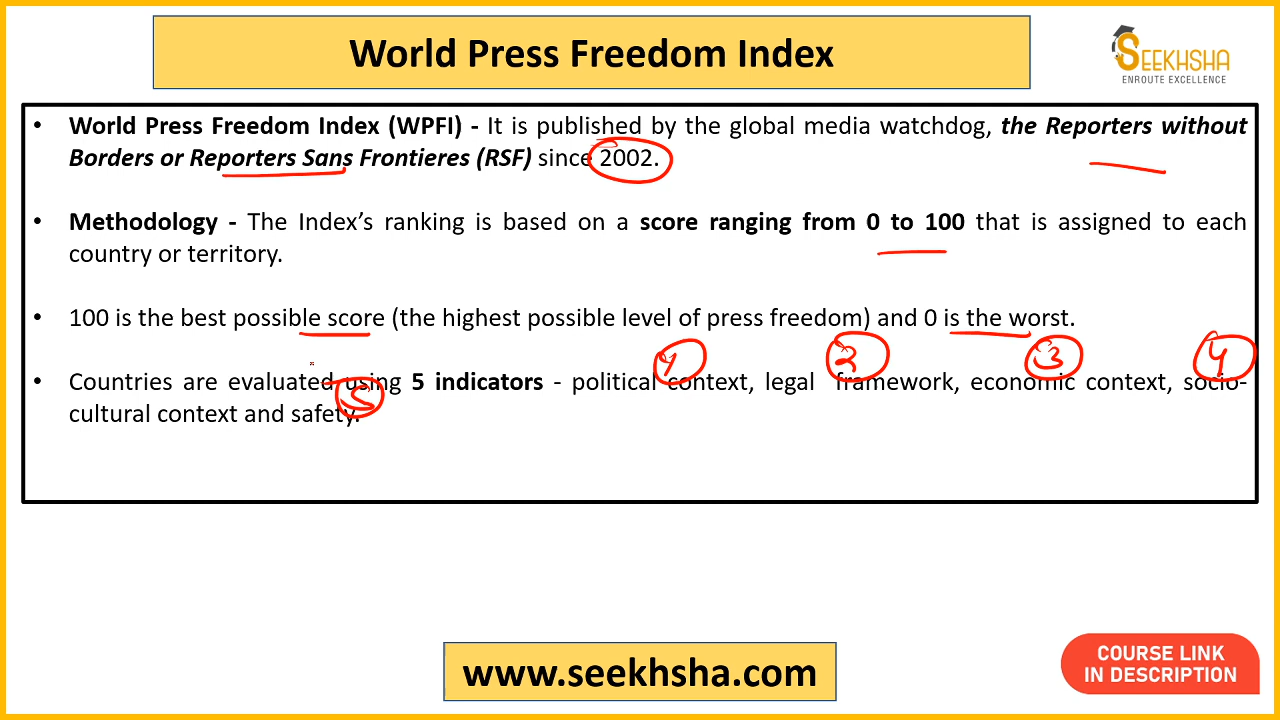 World Press Freedom Index
SEEKHSHA
ENROUTE EXCELLENCE
• World Press Freedom Index (WPFI) - It is published by the global media watchdog, the Reporters without
Borders or Reporters Sans Frontieres (RSF) since 2002.
• Methodology - The Index's ranking is based on a score ranging from 0 to 100 that is assigned to each
country or territory.
• 100 is the best possible score (the highest possible level of press freedom) and 0 is the worst.
2 3 4
• Countries are evaluated using 5 indicators - political context, legal framework, economic context, socio-
5
cultural context and safety.
www.seekhsha.com
COURSE LINK
IN DESCRIPTION